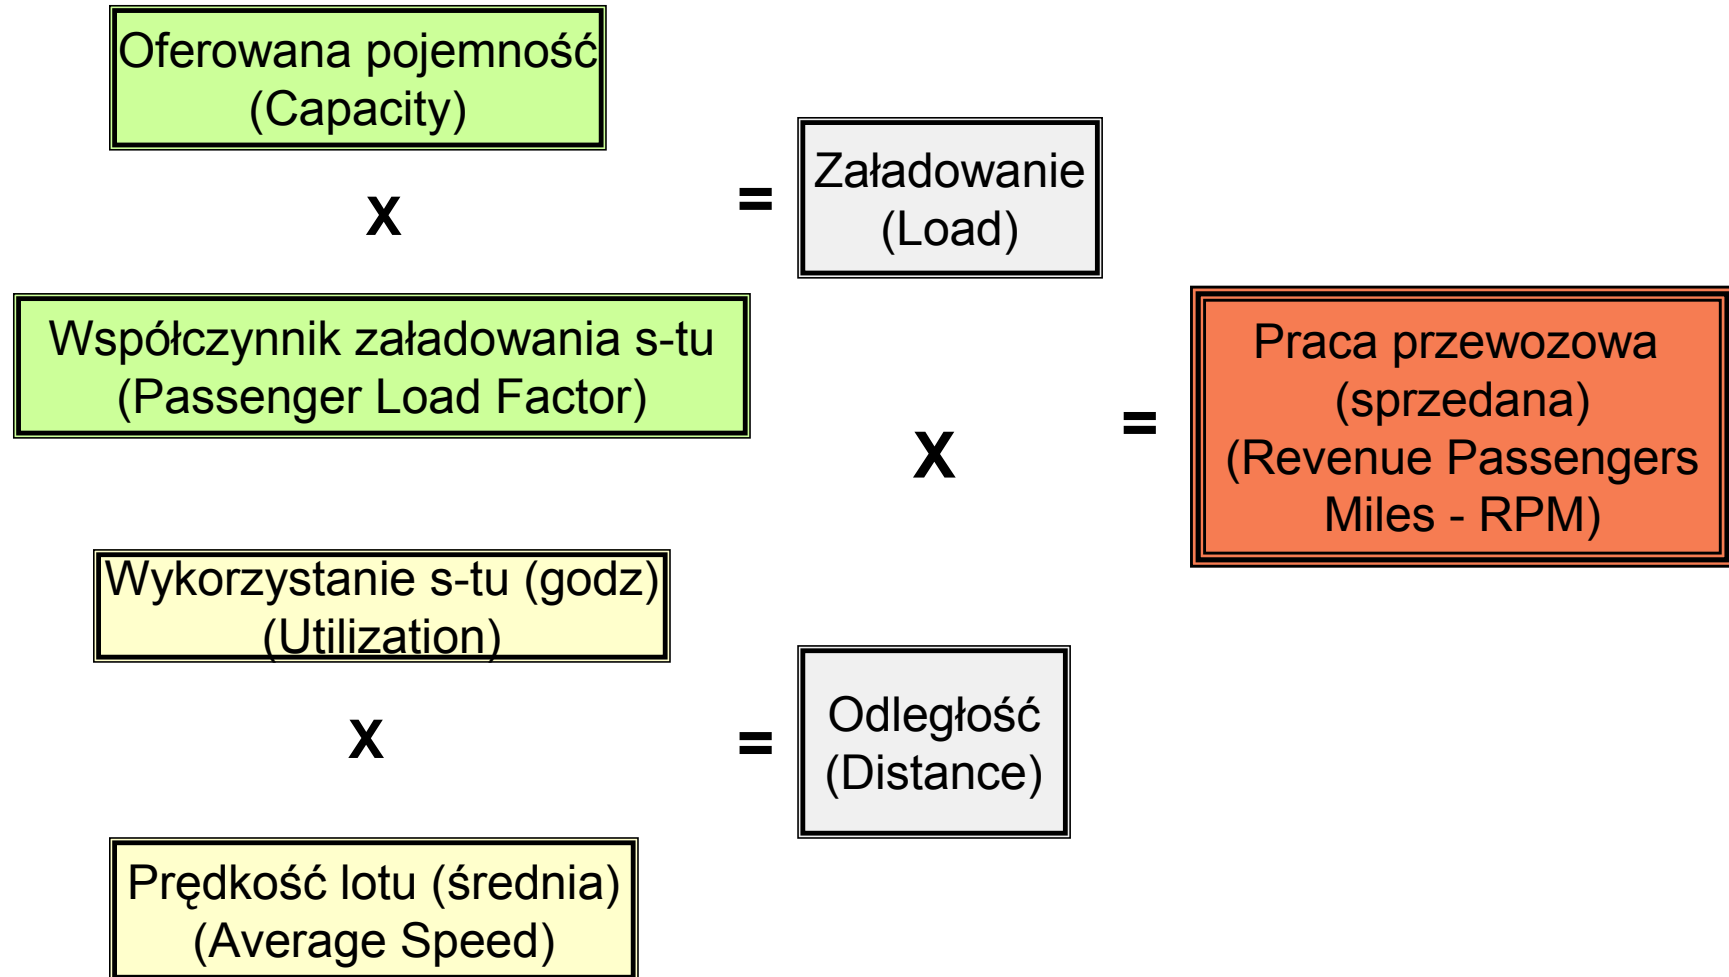 Oferowana pojemność
(Capacity)
x
=
Załadowanie
(Load)
Współczynnik załadowania s-tu
(Passenger Load Factor)
x
=
Praca przewozowa
(sprzedana)
(Revenue Passengers
Miles - RPM)
Wykorzystanie s-tu (godz)
(Utilization)
x
=
Odległość
(Distance)
Prędkość lotu (średnia)
(Average Speed)